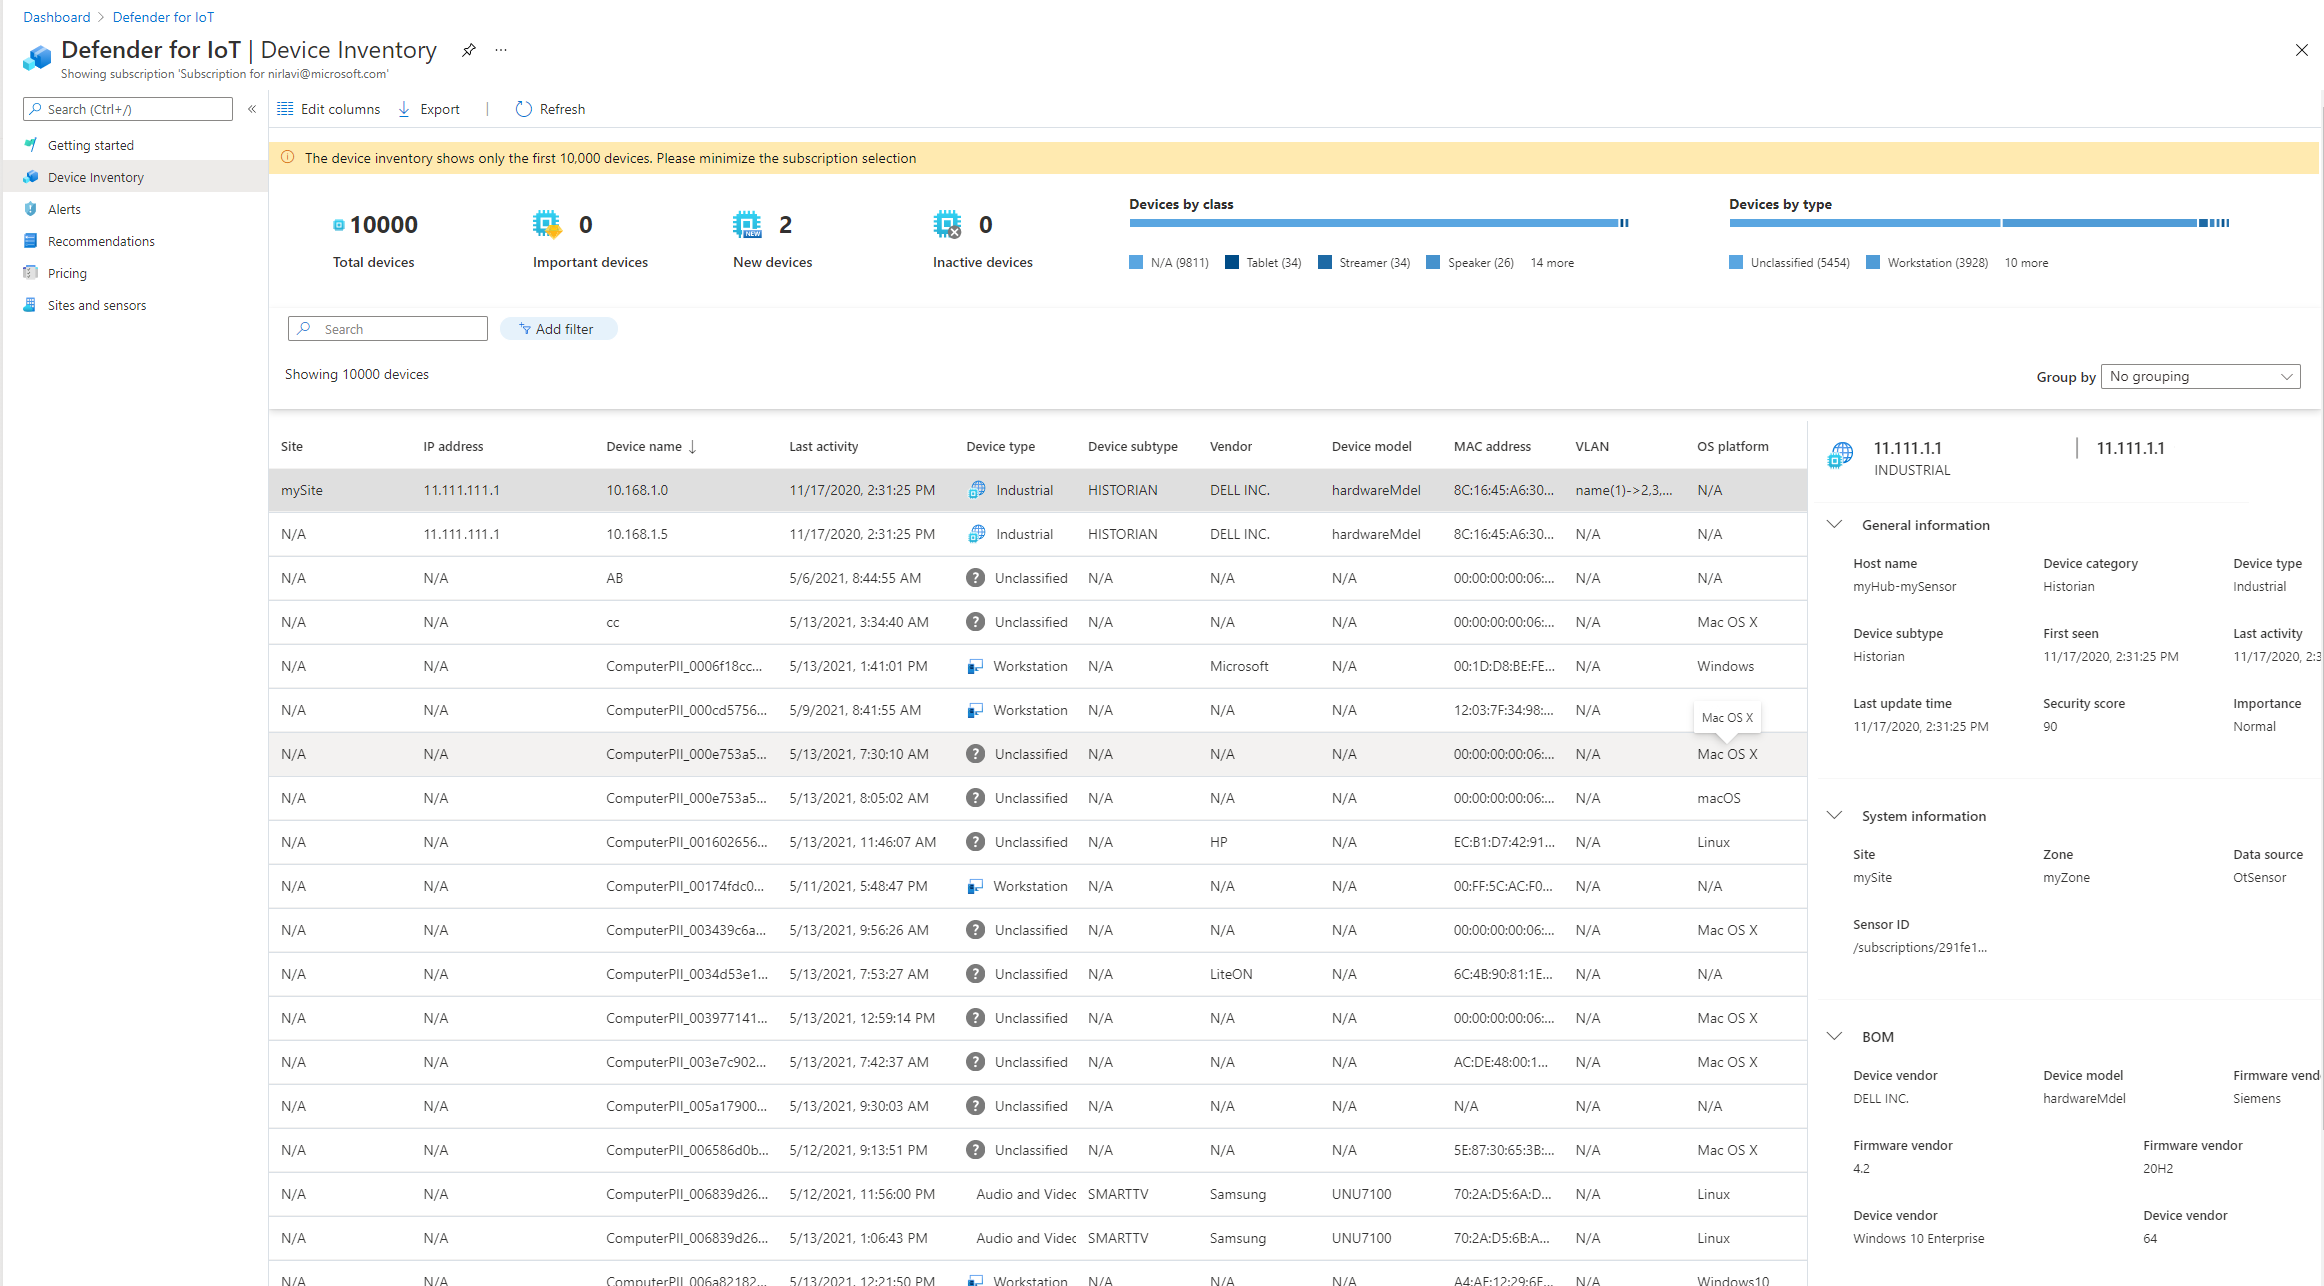 Dashboard > Defender for IoT
Defender for IoT | Device Inventory ...
Showing subscription 'Subscription for nirlavi@microsoft.com'
Search (Ctrl+/) «
Getting started
Device Inventory
Alerts
Recommendations
Pricing
Sites and sensors
Edit columns Export | Refresh
The device inventory shows only the first 10,000 devices. Please minimize the subscription selection
10000
Total devices
0
Important devices
NEW 2
New devices
0
Inactive devices
Devices by class
N/A (9811) Tablet (34) Streamer (34) Speaker (26) 14 more
Devices by type
Unclassified (5454) Workstation (3928) 10 more
Search Add filter
Showing 10000 devices
Group by No grouping
Site IP address Device name ↓ Last activity Device type Device subtype Vendor Device model MAC address VLAN OS platform
mySite 11.111.111.1 10.168.1.0 11/17/2020, 2:31:25 PM Industrial HISTORIAN DELL INC. hardwareMdel 8C:16:45:A6:30... name(1)->2,3,... N/A
N/A 11.111.111.1 10.168.1.5 11/17/2020, 2:31:25 PM Industrial HISTORIAN DELL INC. hardwareMdel 8C:16:45:A6:30... N/A N/A
N/A N/A AB 5/6/2021, 8:44:55 AM ? Unclassified N/A N/A N/A 00:00:00:00:06:... N/A N/A
N/A N/A cc 5/13/2021, 3:34:40 AM ? Unclassified N/A N/A N/A 00:00:00:00:06:... N/A Mac OS X
N/A N/A ComputerPII_0006f18cc... 5/13/2021, 1:41:01 PM Workstation N/A Microsoft N/A 00:1D:D8:BE:FE... N/A Windows
N/A N/A ComputerPII_000cd5756... 5/9/2021, 8:41:55 AM Workstation N/A N/A N/A 12:03:7F:34:98:... N/A
Mac OS X
N/A N/A ComputerPII_000e753a5... 5/13/2021, 7:30:10 AM ? Unclassified N/A N/A N/A 00:00:00:00:06:... N/A Mac OS X
N/A N/A ComputerPII_000e753a5... 5/13/2021, 8:05:02 AM ? Unclassified N/A N/A N/A 00:00:00:00:06:... N/A macOS
N/A N/A ComputerPII_001602656... 5/13/2021, 11:46:07 AM ? Unclassified N/A HP N/A EC:B1:D7:42:91... N/A Linux
N/A N/A ComputerPII_00174fdc0... 5/11/2021, 5:48:47 PM Workstation N/A N/A N/A 00:FF:5C:AC:F0... N/A N/A
N/A N/A ComputerPII_003439c6a... 5/13/2021, 9:56:26 AM ? Unclassified N/A N/A N/A 00:00:00:00:06:... N/A Mac OS X
N/A N/A ComputerPII_0034d53e1... 5/13/2021, 7:53:27 AM ? Unclassified N/A LiteON N/A 6C:4B:90:81:1E... N/A N/A
N/A N/A ComputerPII_003977141... 5/13/2021, 12:59:14 PM ? Unclassified N/A N/A N/A 00:00:00:00:06:... N/A Mac OS X
N/A N/A ComputerPII_003e7c902... 5/13/2021, 7:42:37 AM ? Unclassified N/A N/A N/A AC:DE:48:00:1... N/A Mac OS X
N/A N/A ComputerPII_005a17900... 5/13/2021, 9:30:03 AM ? Unclassified N/A N/A N/A N/A N/A N/A
N/A N/A ComputerPII_006586d0b... 5/12/2021, 9:13:51 PM ? Unclassified N/A N/A N/A 5E:87:30:65:3B:... N/A Mac OS X
N/A N/A ComputerPII_006839d26... 5/12/2021, 11:56:00 PM Audio and Videc SMARTTV Samsung UNU7100 70:2A:D5:6A:D... N/A Linux
N/A N/A ComputerPII_006839d26... 5/13/2021, 1:06:43 PM Audio and Videc SMARTTV Samsung UNU7100 70:2A:D5:6B:A... N/A Linux
N/A N/A ComputerPII_006a82182... 5/13/2021, 12:21:50 PM Workstation N/A N/A N/A A4:AE:12:29:6F... N/A Windows10
11.111.1.1 | 11.111.1.1
INDUSTRIAL
General information
Host name Device category Device type
myHub-mySensor Historian Industrial
Device subtype First seen Last activity
Historian 11/17/2020, 2:31:25 PM 11/17/2020, 2:3
Last update time Security score Importance
11/17/2020, 2:31:25 PM 90 Normal
System information
Site Zone Data source
mySite myZone OtSensor
Sensor ID
/subscriptions/291fe1...
BOM
Device vendor Device model Firmware vend
DELL INC. hardwareMdel Siemens
Firmware vendor Firmware vendor
4.2 20H2
Device vendor Device vendor
Windows 10 Enterprise 64